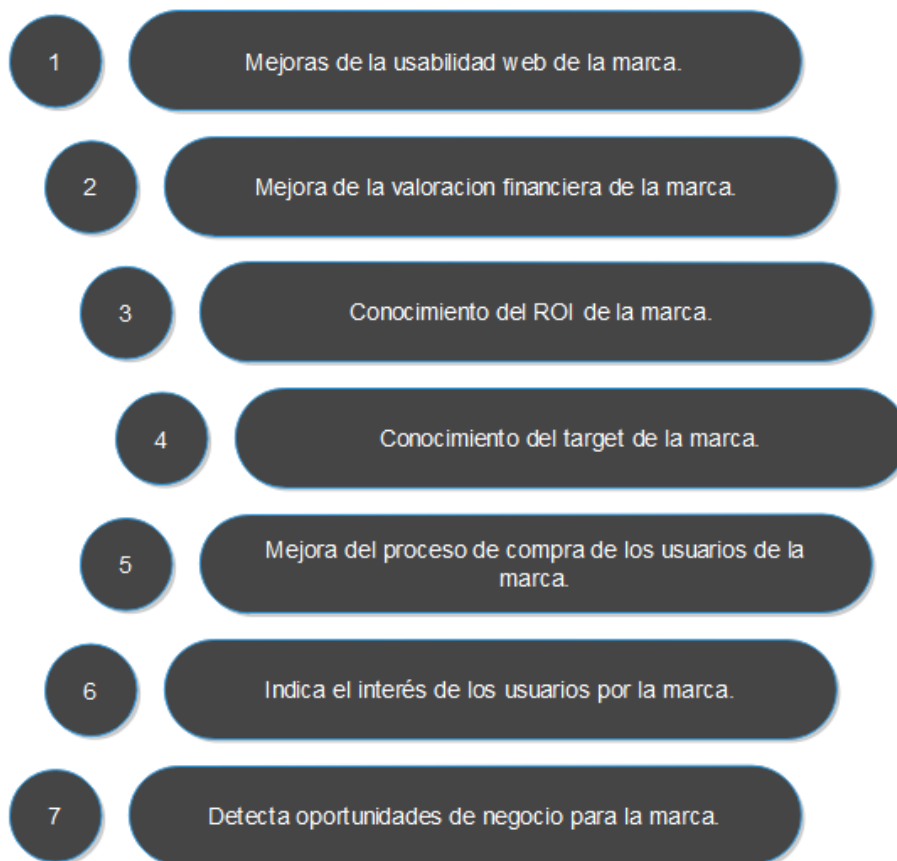 1
Mejoras de la usabilidad web de la marca.
2
Mejora de la valoracion financiera de la marca.
3
Conocimiento del ROI de la marca.
4
Conocimiento del target de la marca.
5
Mejora del proceso de compra de los usuarios de la
marca.
6
Indica el interés de los usuarios por la marca.
7
Detecta oportunidades de negocio para la marca.